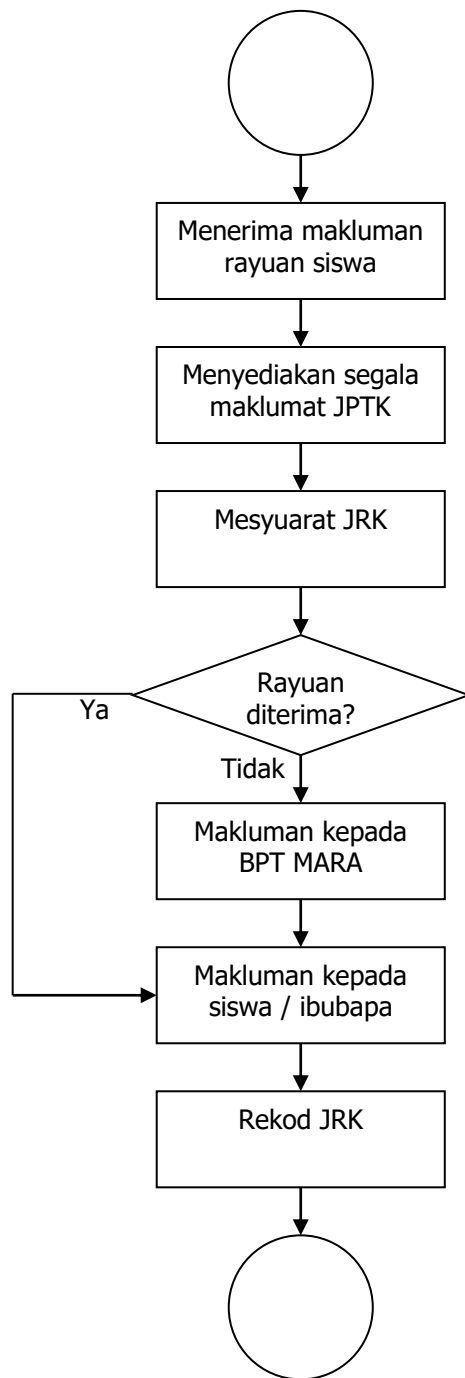 Menerima makluman
rayuan siswa
Menyediakan segala
maklumat JPTK
Mesyuarat JRK
Rayuan
diterima?
Ya
Tidak
Makluman kepada
BPT MARA
Makluman kepada
siswa / ibubapa
Rekod JRK